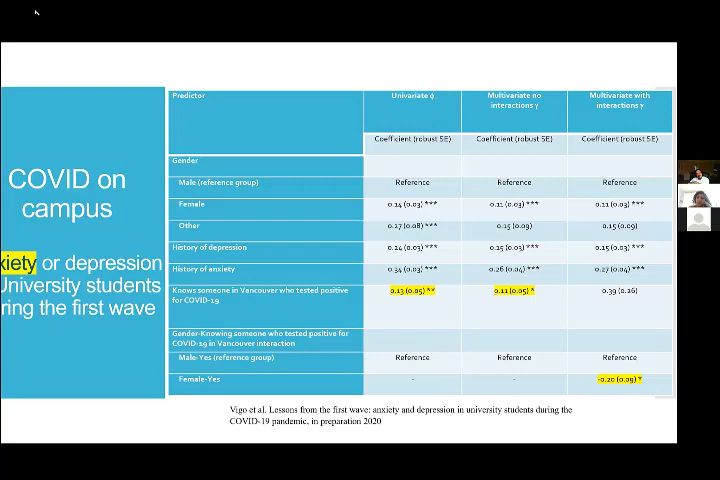 COVID on
campus
xiety or depression
University students
ring the first wave
Predictor
Univariate ϕ
Multivariate no
interactions γ
Multivariate with
interactions γ
Coefficient (robust SE)
Coefficient (robust SE)
Coefficient (robust SE)
Gender
Male (reference group)
Reference
Reference
Reference
Female
0.14 (0.03) ***
0.11 (0.03) ***
0.11 (0.03) ***
Other
0.27 (0.08) ***
0.15 (0.09)
0.15 (0.09)
History of depression
0.24 (0.03) ***
0.15 (0.03) ***
0.15 (0.03) ***
History of anxiety
0.34 (0.03) ***
0.26 (0.04) ***
0.27 (0.04) ***
Knows someone in Vancouver who tested positive
for COVID-19
0.13 (0.05) **
0.11 (0.05) *
0.39 (0.26)
Gender-Knowing someone who tested positive for
COVID-19 in Vancouver interaction
Male-Yes (reference group)
Reference
Reference
Reference
Female-Yes
-
-
-0.20 (0.09) *
Vigo et al. Lessons from the first wave: anxiety and depression in university students during the
COVID-19 pandemic, in preparation 2020